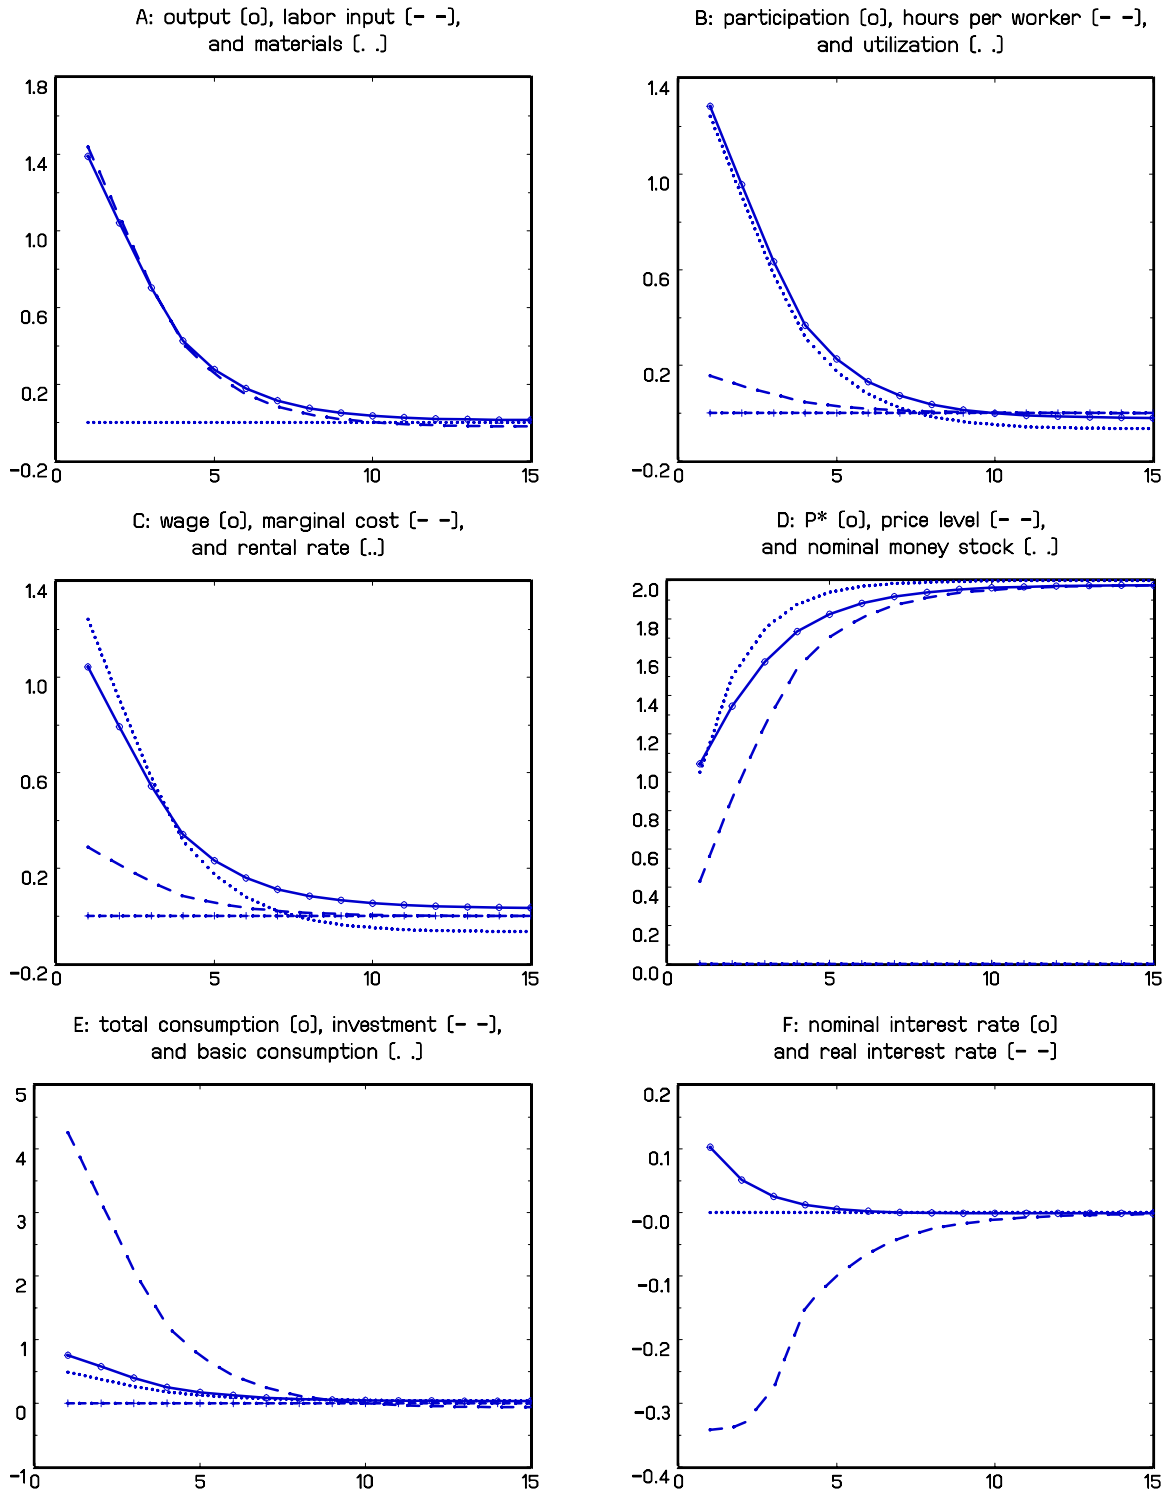 A: output (o), labor input (- -),
and materials (. .)
1.8
1.4
1.0
0.6
0.2
-0.2
0 5 10 15
B: participation (o), hours per worker (- -),
and utilization (. .)
1.4
1.0
0.6
0.2
-0.2
0 5 10 15
C: wage (o), marginal cost (- -),
and rental rate (..)
1.4
1.0
0.6
0.2
-0.2
0 5 10 15
D: P* (o), price level (- -),
and nominal money stock (. .)
2.0
1.8
1.6
1.4
1.2
1.0
0.8
0.6
0.4
0.2
0.0
0 5 10 15
E: total consumption (o), investment (- -),
and basic consumption (. .)
5
4
3
2
1
0
-1
0 5 10 15
F: nominal interest rate (o)
and real interest rate (- -)
0.2
0.1
-0.0
-0.1
-0.2
-0.3
-0.4
0 5 10 15